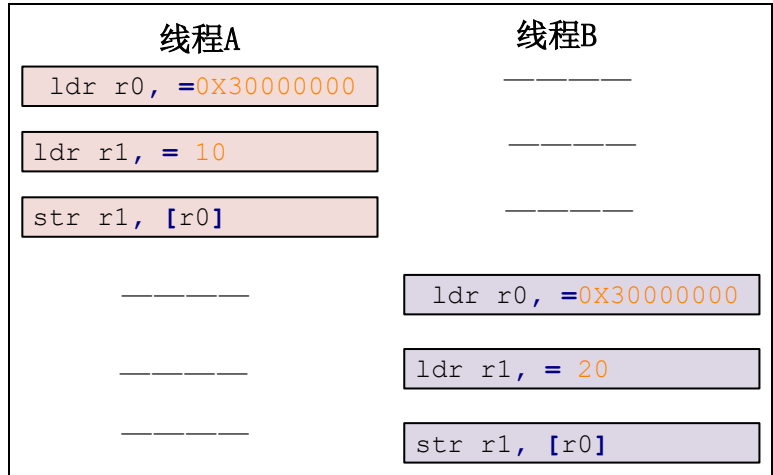 线程A
线程B
ldr r0, =0X30000000
ldr r1, = 10
str r1, [r0]
ldr r0, =0X30000000
ldr r1, = 20
str r1, [r0]